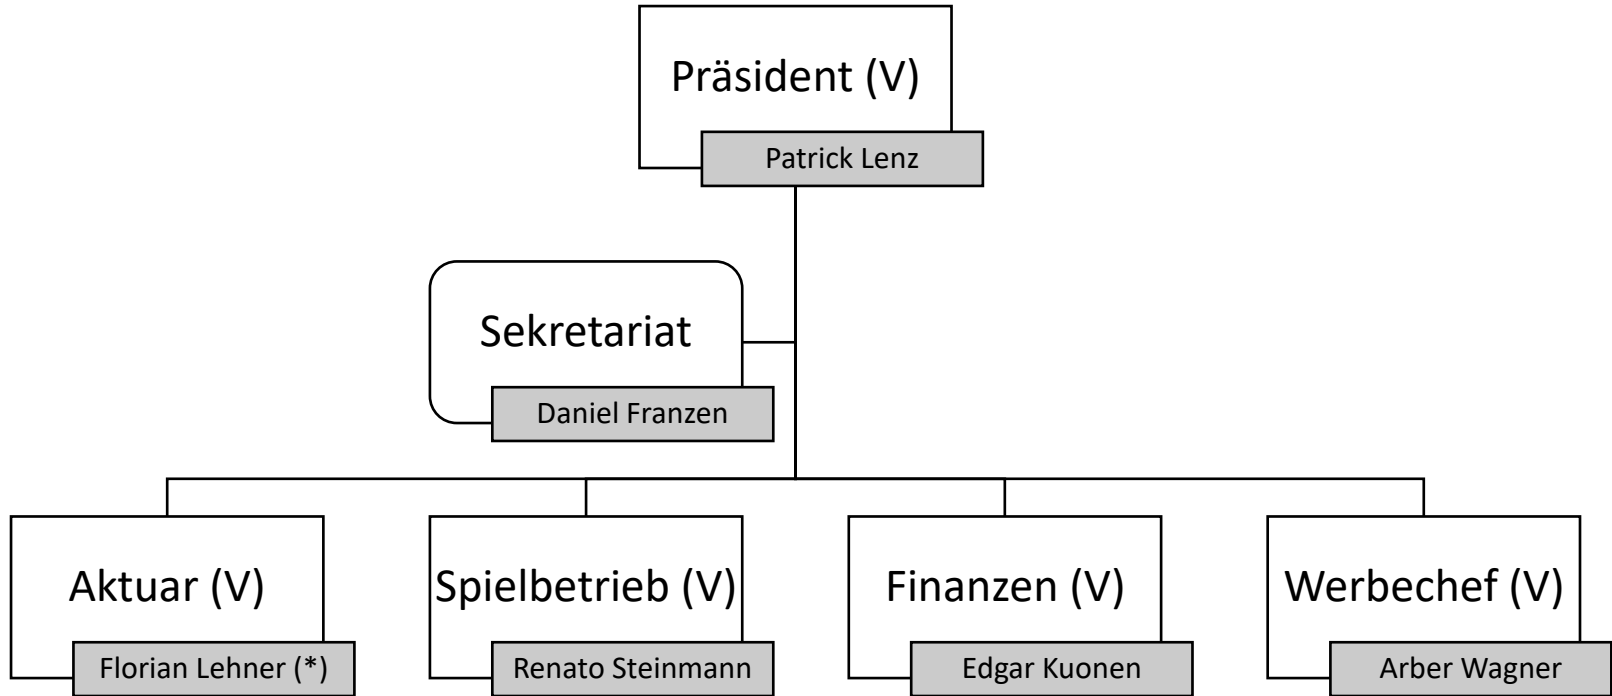 Präsident (V)
Patrick Lenz
Sekretariat
Daniel Franzen
Aktuar (V)
Florian Lehner (*)
Spielbetrieb (V)
Renato Steinmann
Finanzen (V)
Edgar Kuonen
Werbechef (V)
Arber Wagner